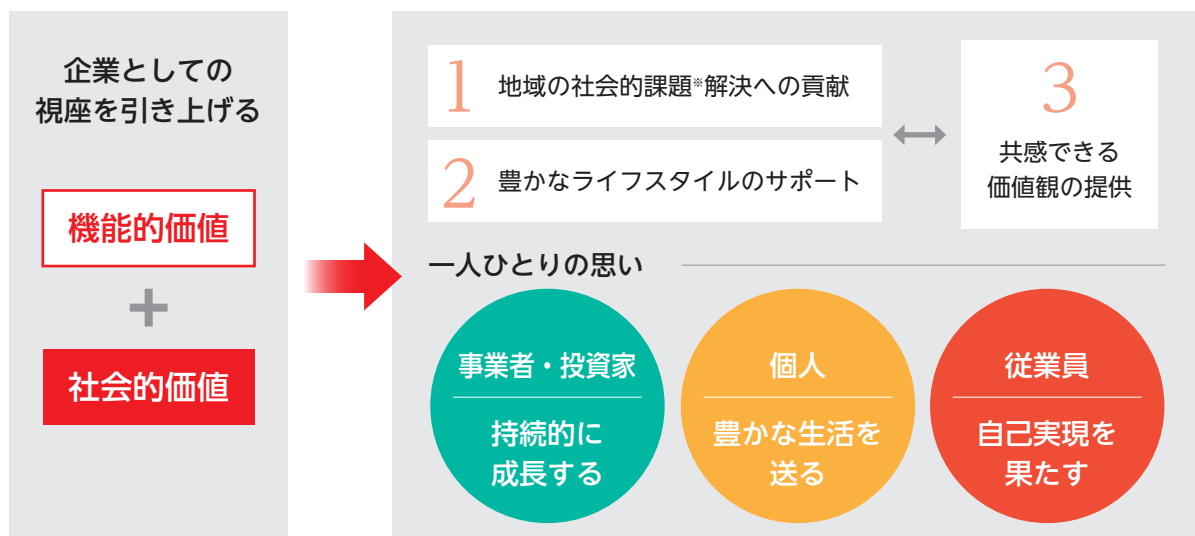 企業としての
視座を引き上げる
機能的価値
+
社会的価値
1 地域の社会的課題※解決への貢献
2 豊かなライフスタイルのサポート
3
共感できる
価値観の提供
一人ひとりの思い
事業者・投資家
持続的に
成長する
個人
豊かな生活を
送る
従業員
自己実現を
果たす